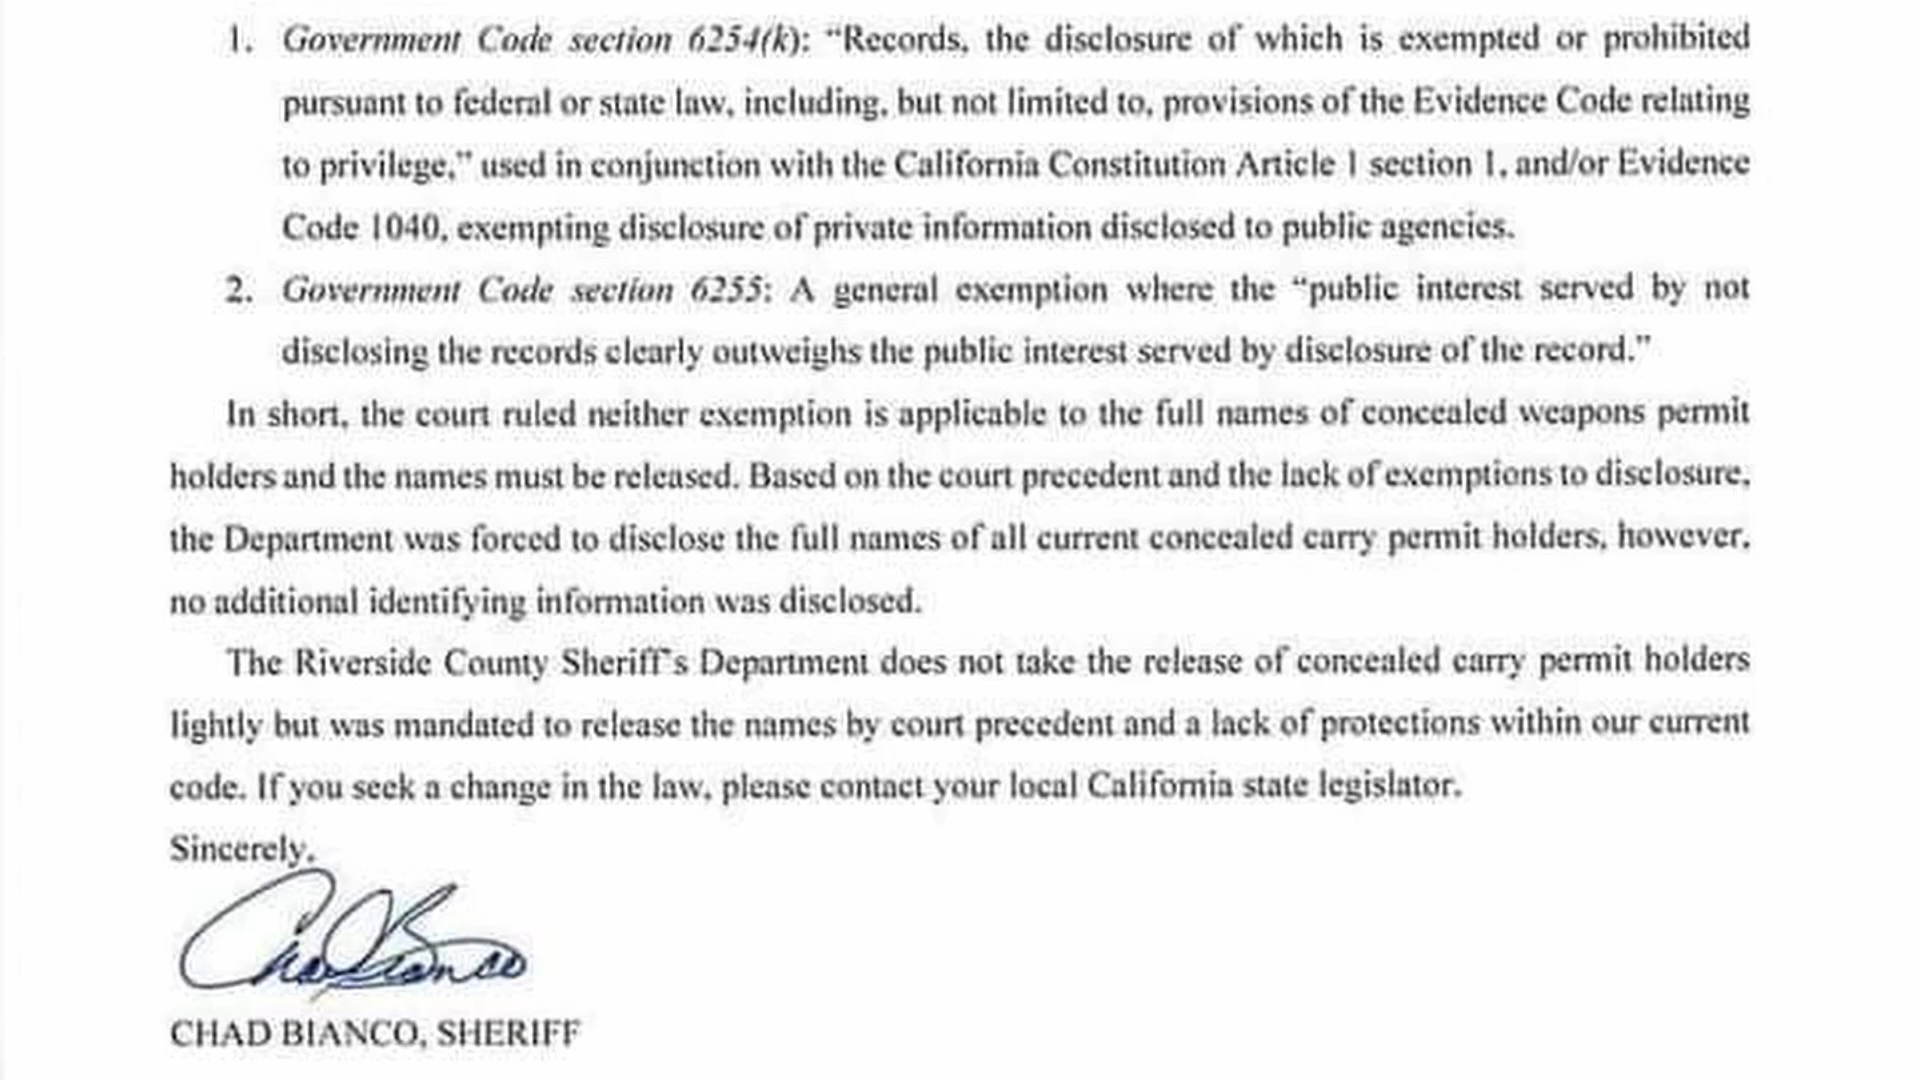 1. Government Code section 6254(k): “Records, the disclosure of which is exempted or prohibited
pursuant to federal or state law, including, but not limited to, provisions of the Evidence Code relating
to privilege,” used in conjunction with the California Constitution Article 1 section 1, and/or Evidence
Code 1040, exempting disclosure of private information disclosed to public agencies.
2. Government Code section 6255: A general exemption where the “public interest served by not
disclosing the records clearly outweighs the public interest served by disclosure of the record.”
In short, the court ruled neither exemption is applicable to the full names of concealed weapons permit
holders and the names must be released. Based on the court precedent and the lack of exemptions to disclosure,
the Department was forced to disclose the full names of all current concealed carry permit holders, however,
no additional identifying information was disclosed.
The Riverside County Sheriff's Department does not take the release of concealed carry permit holders
lightly but was mandated to release the names by court precedent and a lack of protections within our current
code. If you seek a change in the law, please contact your local California state legislator.
Sincerely,
Chad Bianco
CHAD BIANCO, SHERIFF